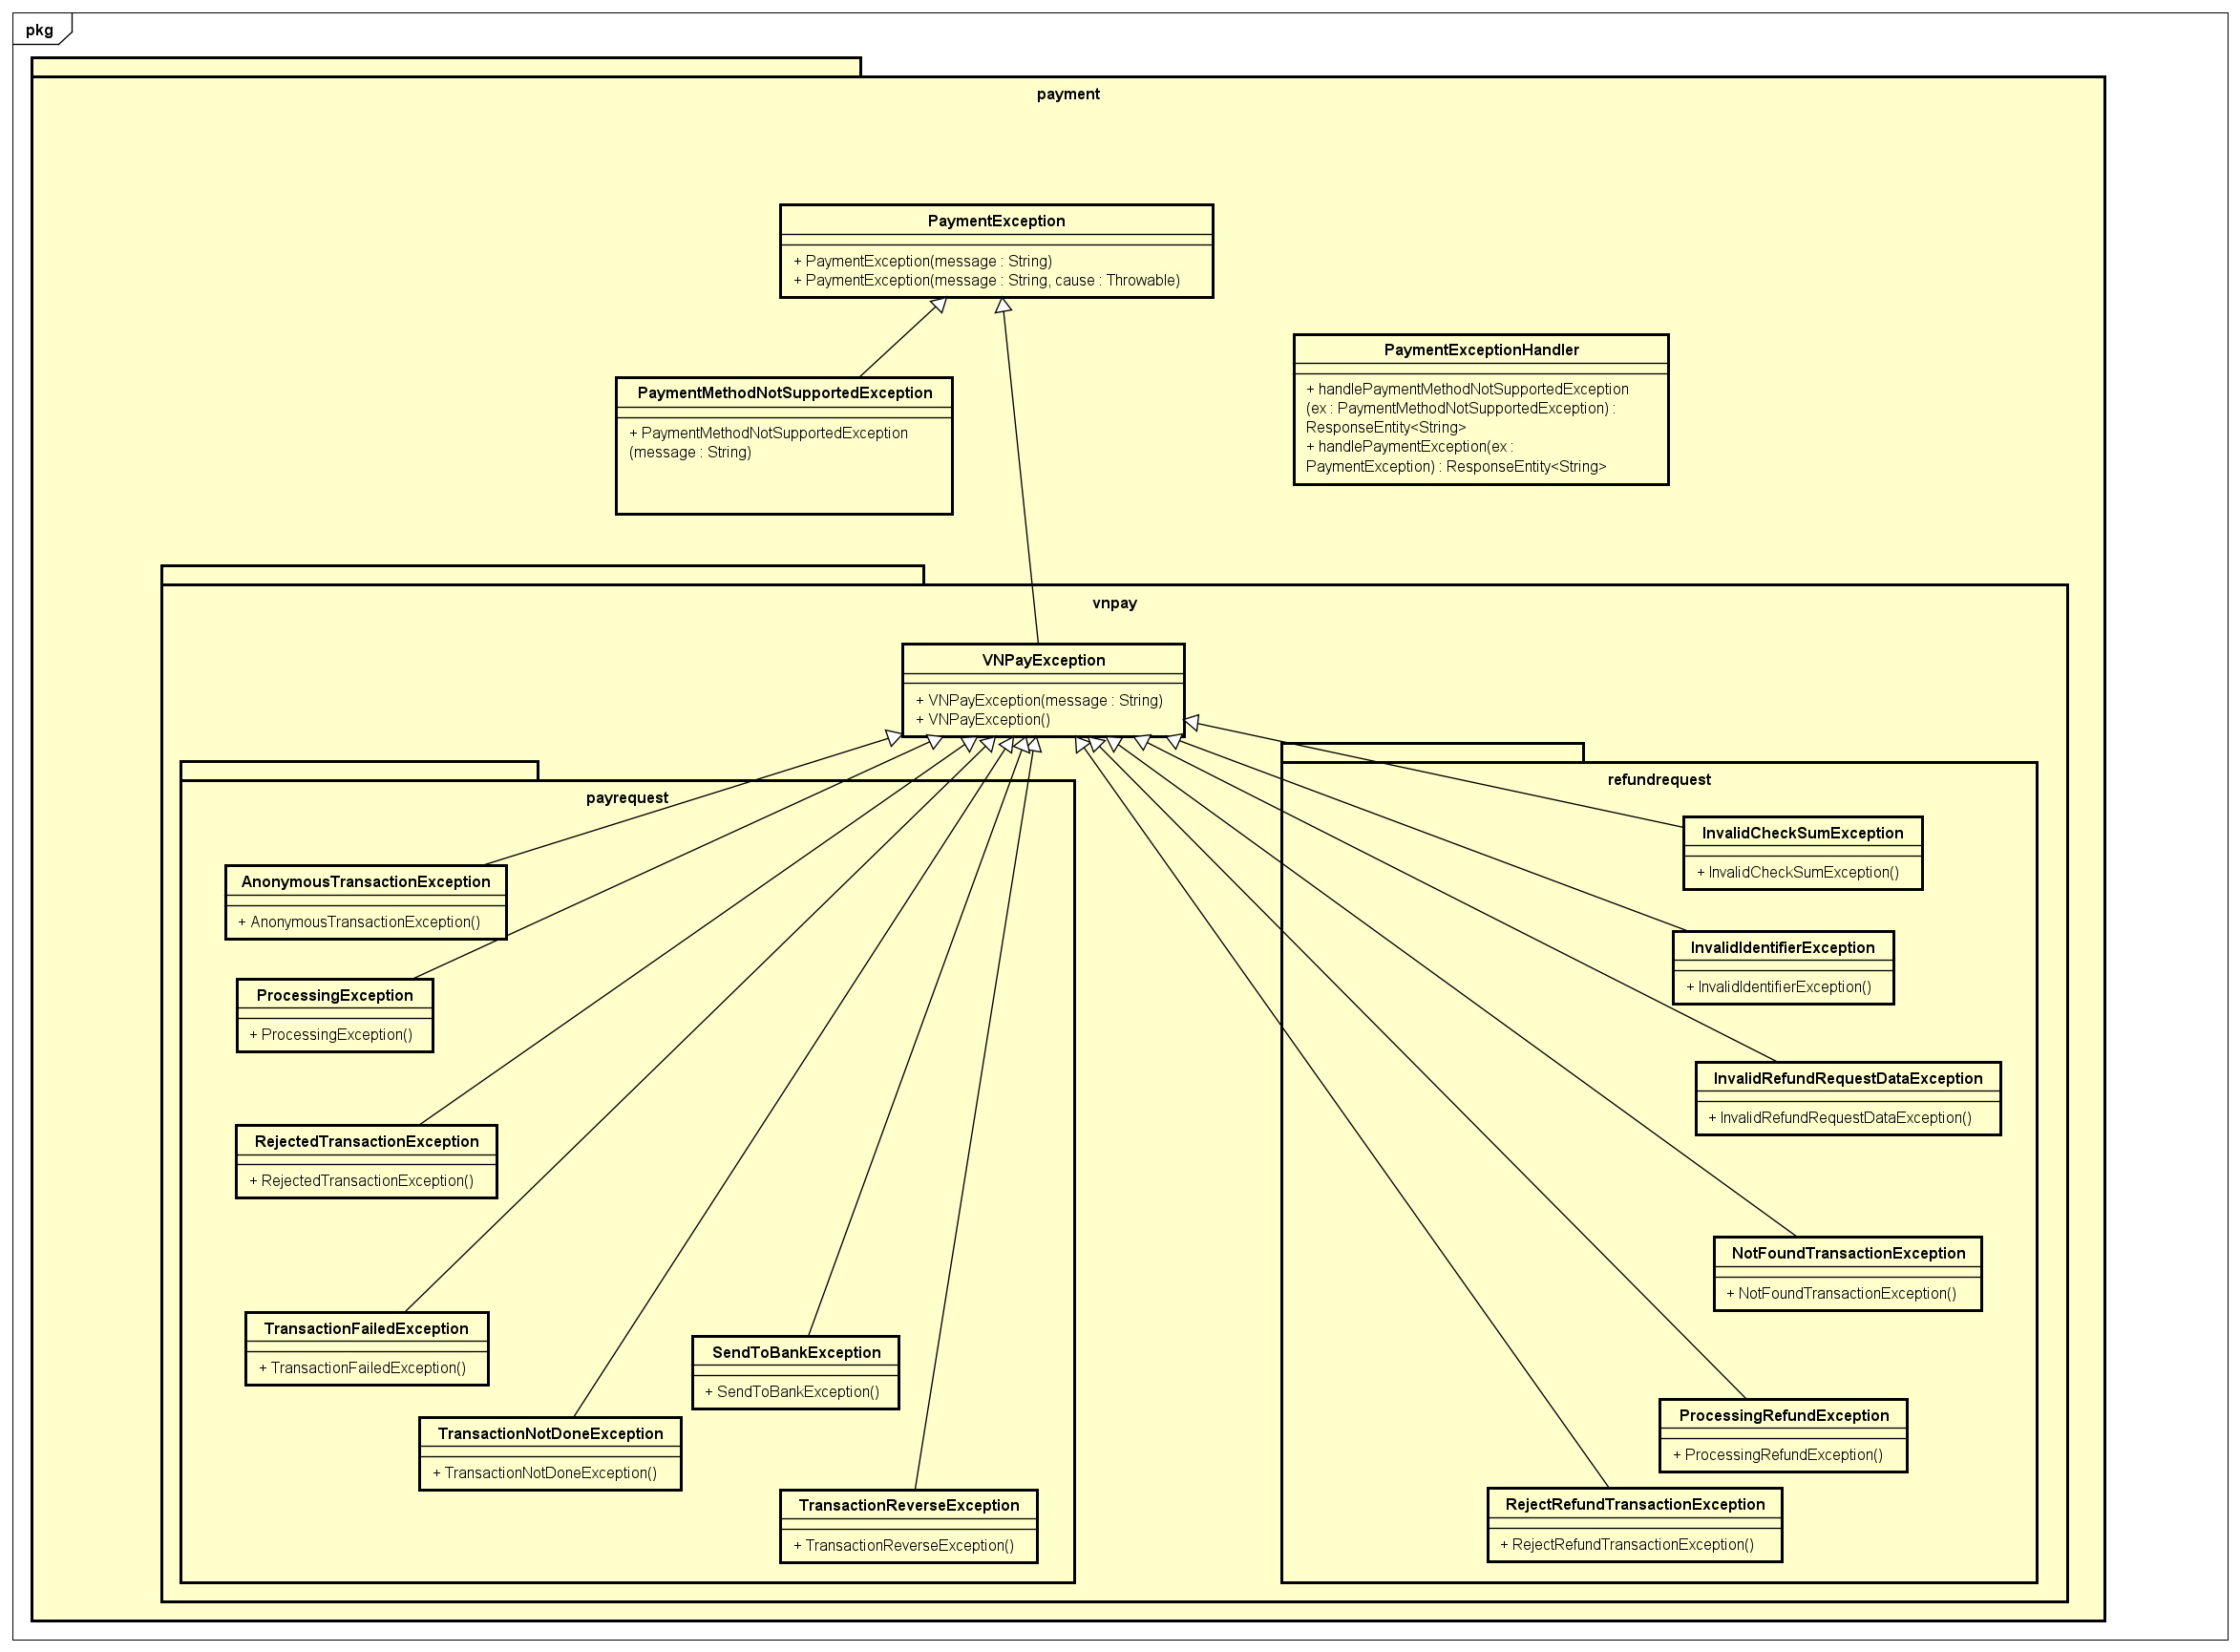 pkg
payment
PaymentException
+ PaymentException(message : String)
+ PaymentException(message : String, cause : Throwable)
PaymentExceptionHandler
+ handlePaymentMethodNotSupportedException
(ex : PaymentMethodNotSupportedException) :
ResponseEntity<String>
+ handlePaymentException(ex :
PaymentException) : ResponseEntity<String>
PaymentMethodNotSupportedException
+ PaymentMethodNotSupportedException
(message : String)
vnpay
VNPayException
+ VNPayException(message : String)
+ VNPayException()
payrequest
AnonymousTransactionException
+ AnonymousTransactionException()
ProcessingException
+ ProcessingException()
RejectedTransactionException
+ RejectedTransactionException()
TransactionFailedException
+ TransactionFailedException()
SendToBankException
+ SendToBankException()
TransactionNotDoneException
+ TransactionNotDoneException()
TransactionReverseException
+ TransactionReverseException()
refundrequest
InvalidCheckSumException
+ InvalidCheckSumException()
InvalidIdentifierException
+ InvalidIdentifierException()
InvalidRefundRequestDataException
+ InvalidRefundRequestDataException()
NotFoundTransactionException
+ NotFoundTransactionException()
ProcessingRefundException
+ ProcessingRefundException()
RejectRefundTransactionException
+ RejectRefundTransactionException()